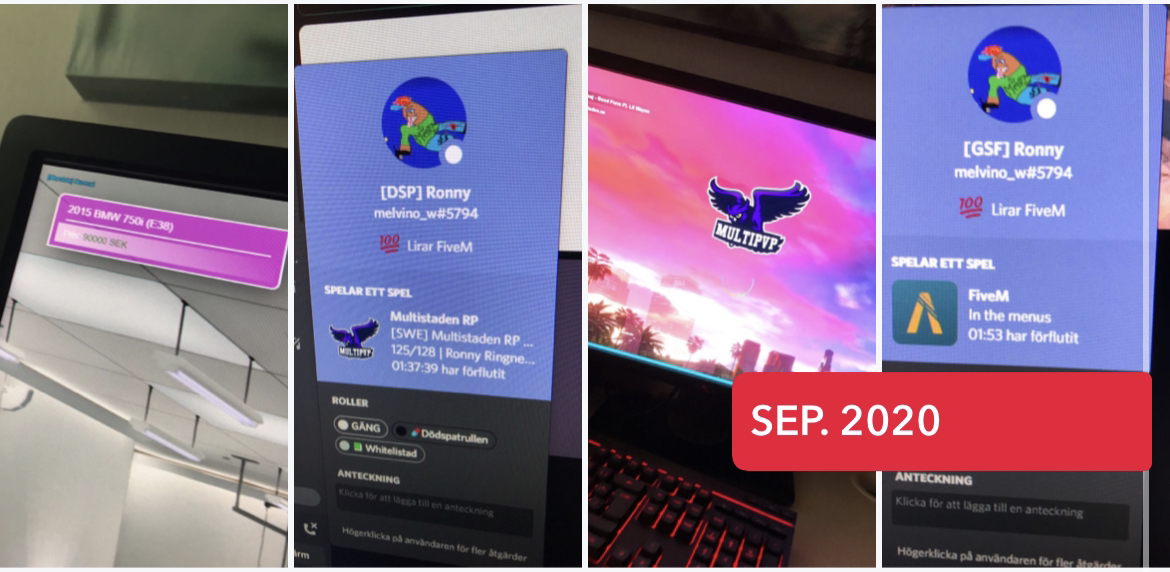 2015 BMW 750i (E38)
90000 SEK
[DSP] Ronny
melvino_w#5794
100 Lirar FiveM
SPELAR ETT SPEL
Multistaden RP
[SWE] Multistaden RP ...
125/128 | Ronny Ringne...
01:37:39 har förflutit
MULTIPVP
ROLLER
GÄNG
Dödspatrullen
Whitelistad
ANTECKNING
Klicka för att lägga till en anteckning
Högerklicka på användaren för fler åtgärder
MULTIPVP
[GSF] Ronny
melvino_w#5794
100 Lirar FiveM
SPELAR ETT SPEL
FiveM
In the menus
01:53 har förflutit
SEP. 2020
ANTECKNING
Klicka för att lägga till en anteckning
Högerklicka på användaren för fler åtgärder